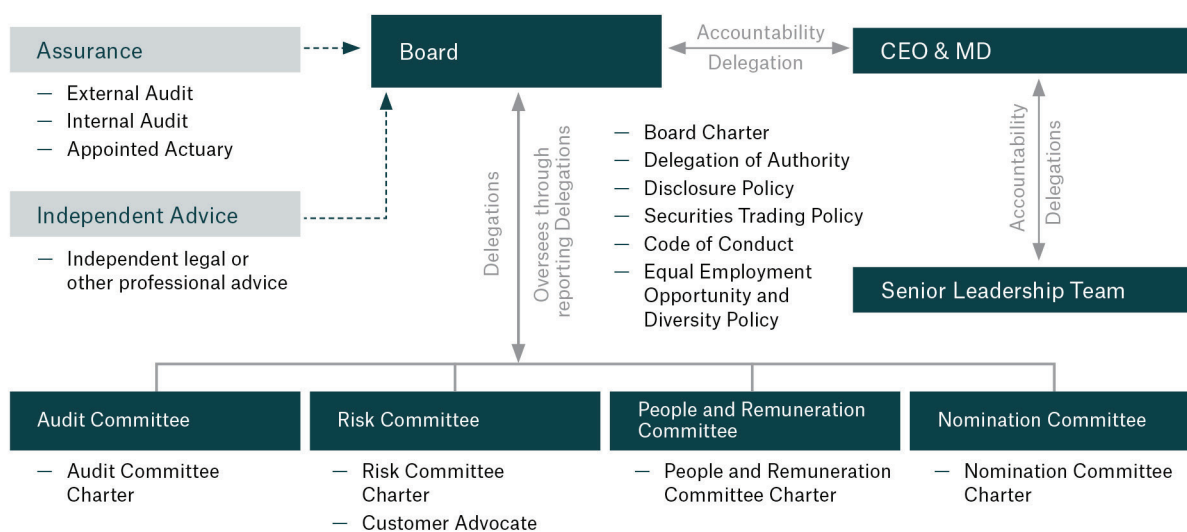 Assurance
— External Audit
— Internal Audit
— Appointed Actuary
Independent Advice
— Independent legal or
other professional advice
Board
Accountability
Delegation
CEO & MD
Accountability
Delegations
Senior Leadership Team
Delegations
Oversees through
reporting Delegations
— Board Charter
— Delegation of Authority
— Disclosure Policy
— Securities Trading Policy
— Code of Conduct
— Equal Employment
Opportunity and
Diversity Policy
Audit Committee
— Audit Committee
Charter
Risk Committee
— Risk Committee
Charter
— Customer Advocate
People and Remuneration
Committee
— People and Remuneration
Committee Charter
Nomination Committee
— Nomination Committee
Charter